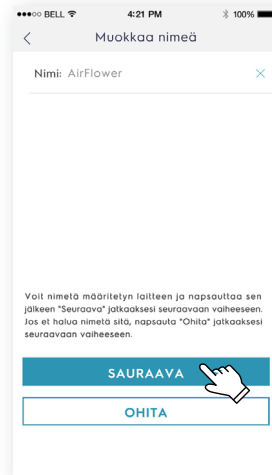 ●●●○○ BELL 4:21 PM 100%
Muokkaa nimeä
Nimi: AirFlower ×
Voit nimetä määritetyn laitteen ja napsauttaa sen
jälkeen "Seuraava" jatkaaksesi seuraavaan vaiheeseen.
Jos et halua nimetä sitä, napsauta "Ohita" jatkaaksesi
seuraavaan vaiheeseen.
SAURAAVA
OHITA